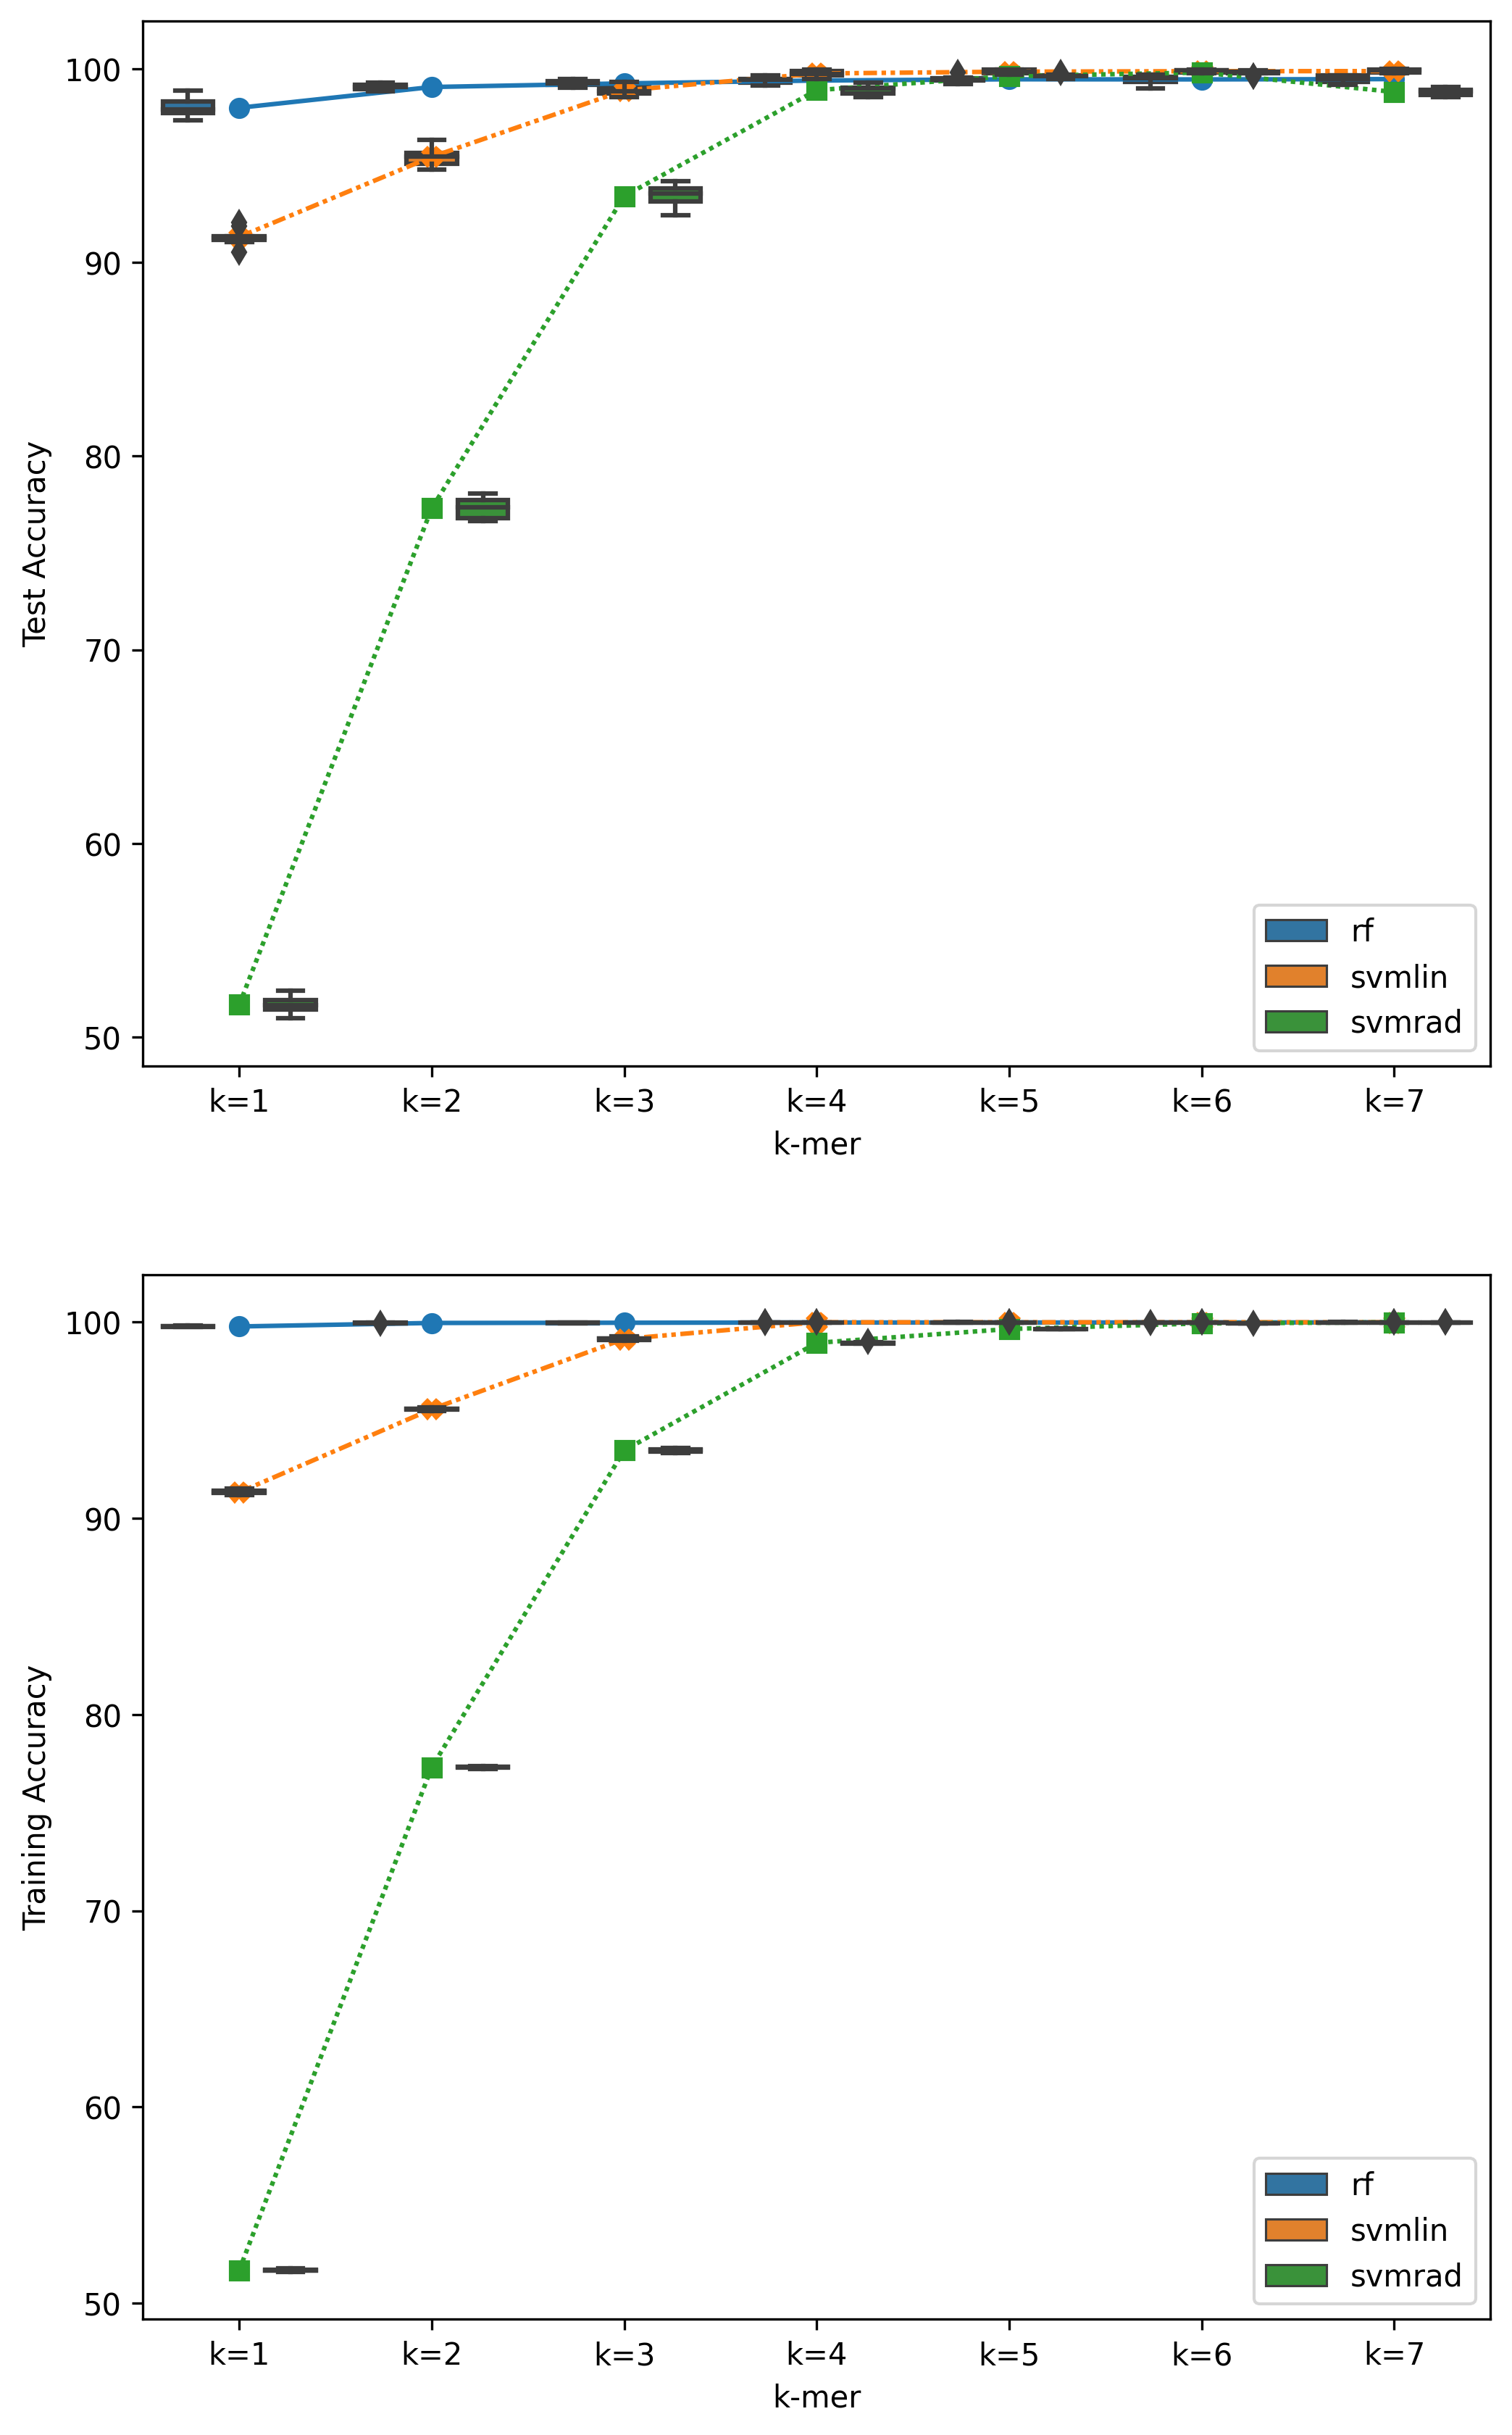 Test Accuracy
100
90
80
70
60
50
rf
svmlin
svmrad
k=1 k=2 k=3 k=4 k=5 k=6 k=7
k-mer
Training Accuracy
100
90
80
70
60
50
rf
svmlin
svmrad
k=1 k=2 k=3 k=4 k=5 k=6 k=7
k-mer